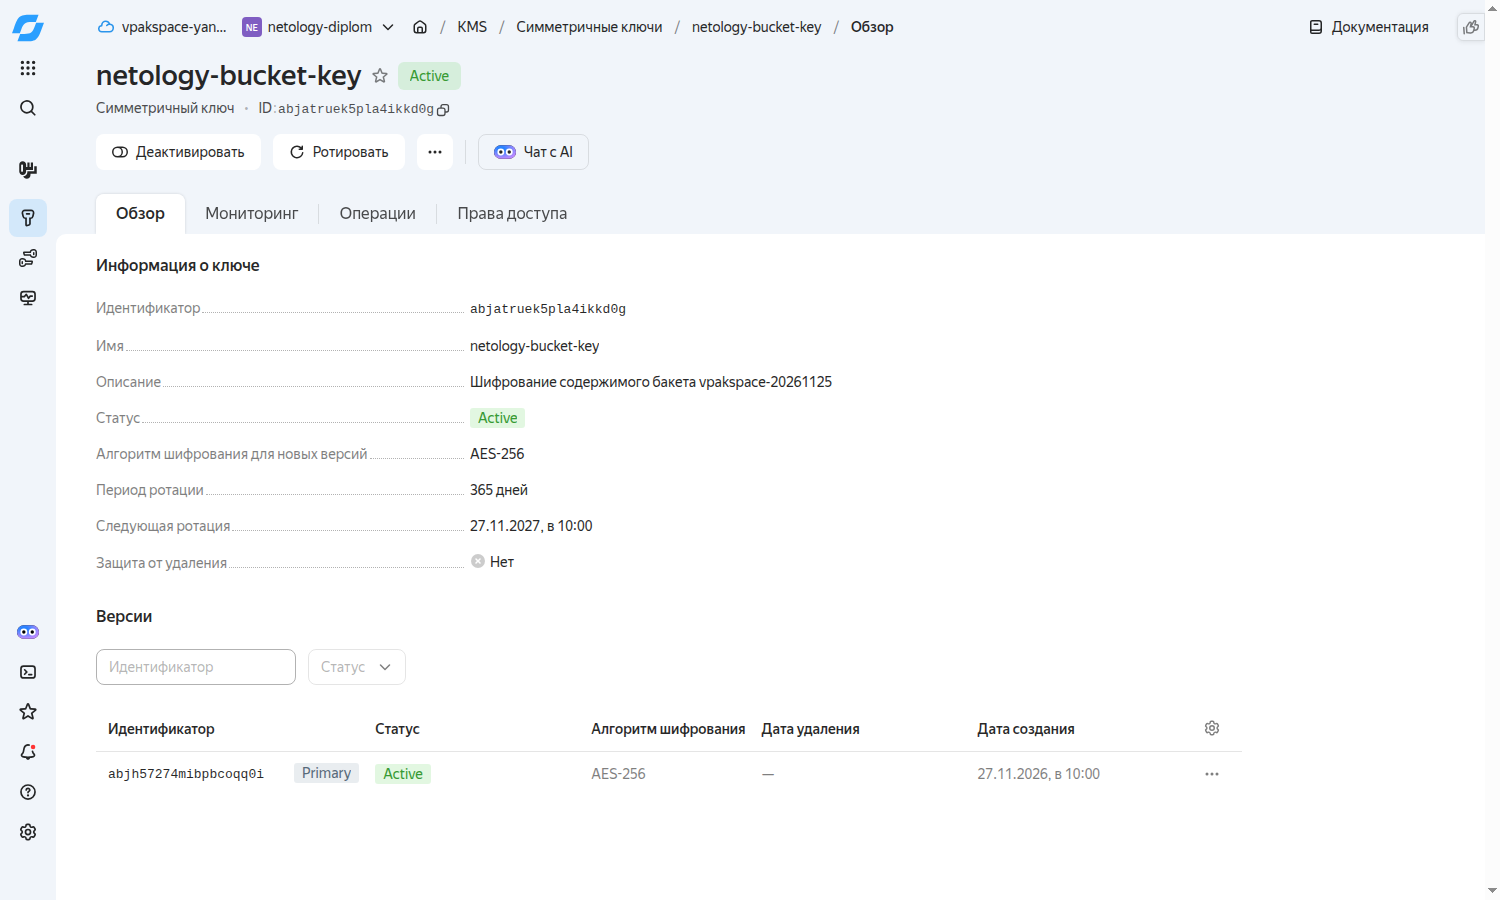 vpakspace-yan...
NE netology-diplom / KMS / Симметричные ключи / netology-bucket-key / Обзор
Документация
netology-bucket-key Active
Симметричный ключ • ID: abjatruek5pla4ikkd0g
Деактивировать
Ротировать
Чат с AI
Обзор
Мониторинг
Операции
Права доступа
Информация о ключе
Идентификатор abjatruek5pla4ikkd0g
Имя netology-bucket-key
Описание Шифрование содержимого бакета vpakspace-20261125
Статус Active
Алгоритм шифрования для новых версий AES-256
Период ротации 365 дней
Следующая ротация 27.11.2027, в 10:00
Защита от удаления Нет
Версии
Идентификатор
Статус
Идентификатор Статус Алгоритм шифрования Дата удаления Дата создания
abjh57274mibpbcoqq0i Primary Active AES-256 — 27.11.2026, в 10:00